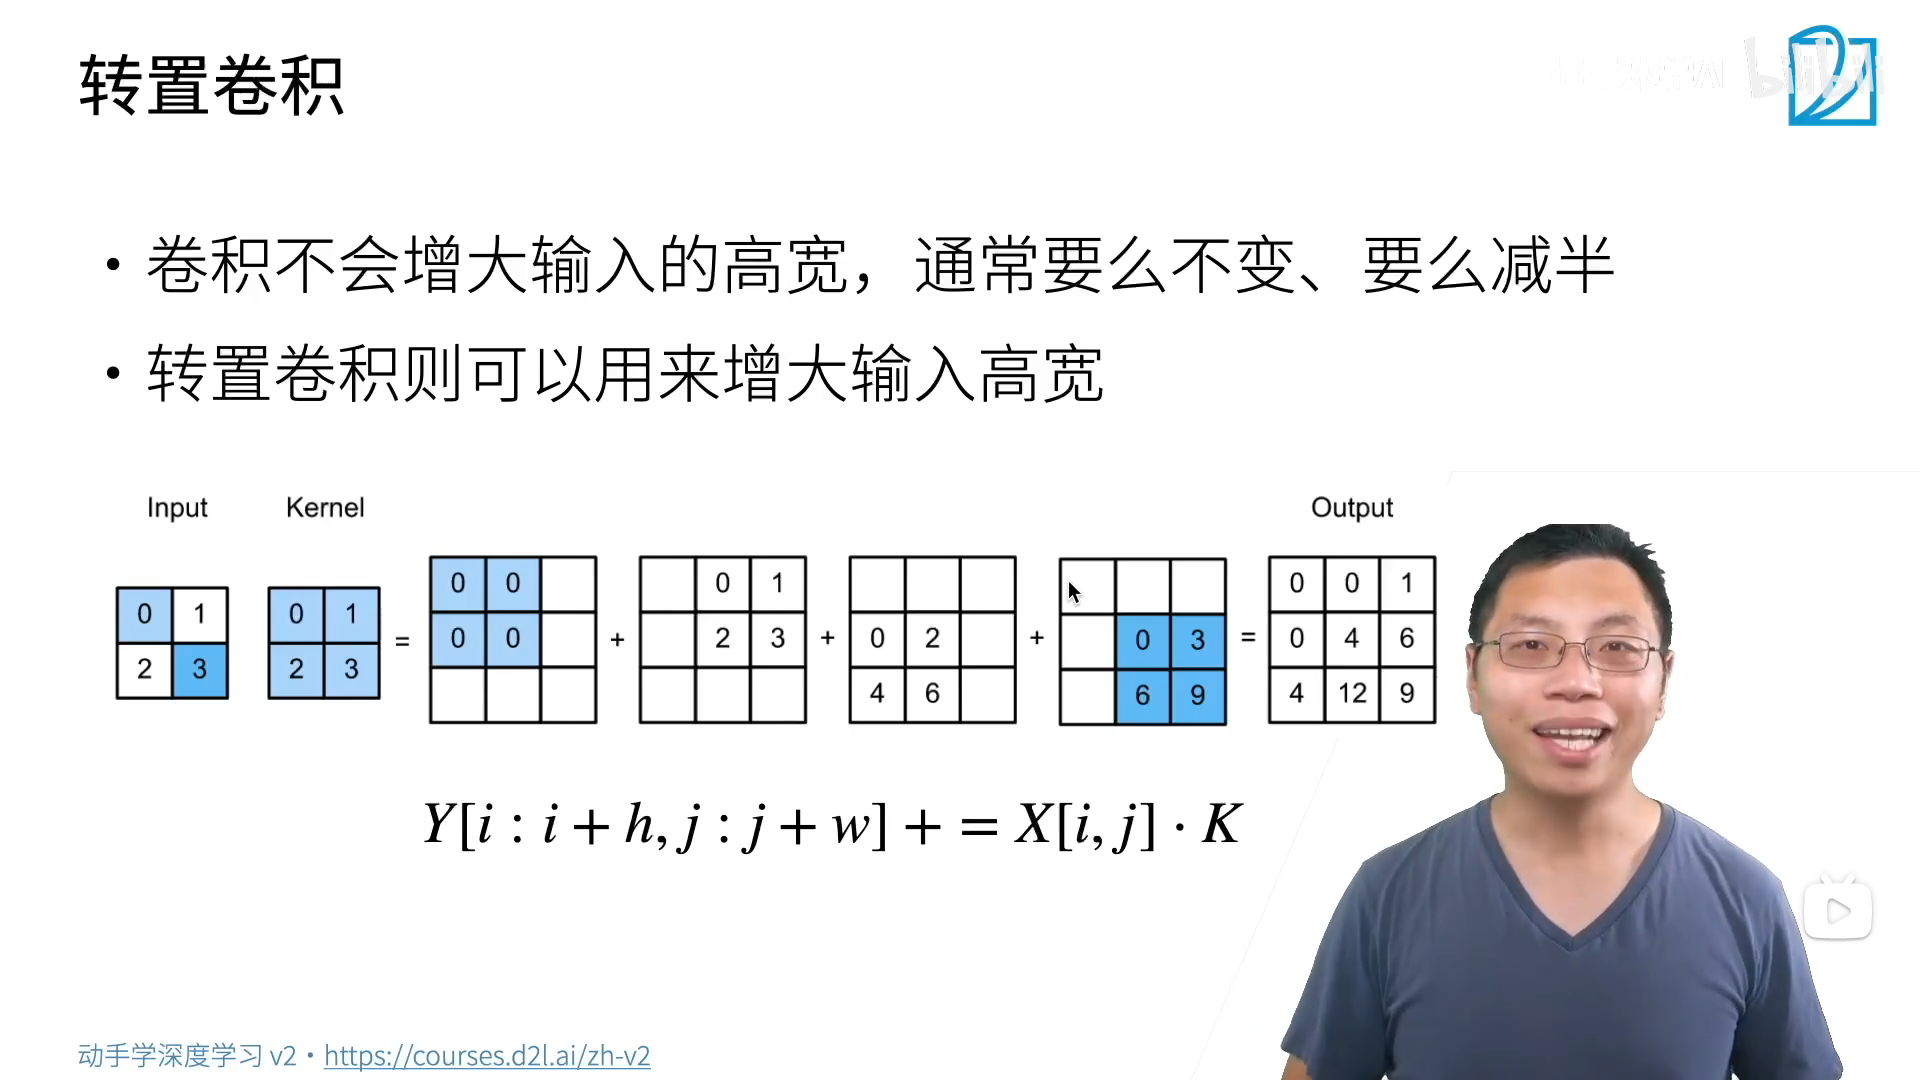 转置卷积
bilibili
• 卷积不会增大输入的高宽，通常要么不变、要么减半
• 转置卷积则可以用来增大输入高宽
Input Kernel Output
0 0 0 1 0 0 1
0 1 0 1 0 0 2 3 0 2 0 3 0 4 6
2 3 2 3 = + + + =
4 6 6 9 4 12 9
Y[i : i + h, j : j + w] + = X[i, j] · K
动手学深度学习 v2 • https://courses.d2l.ai/zh-v2